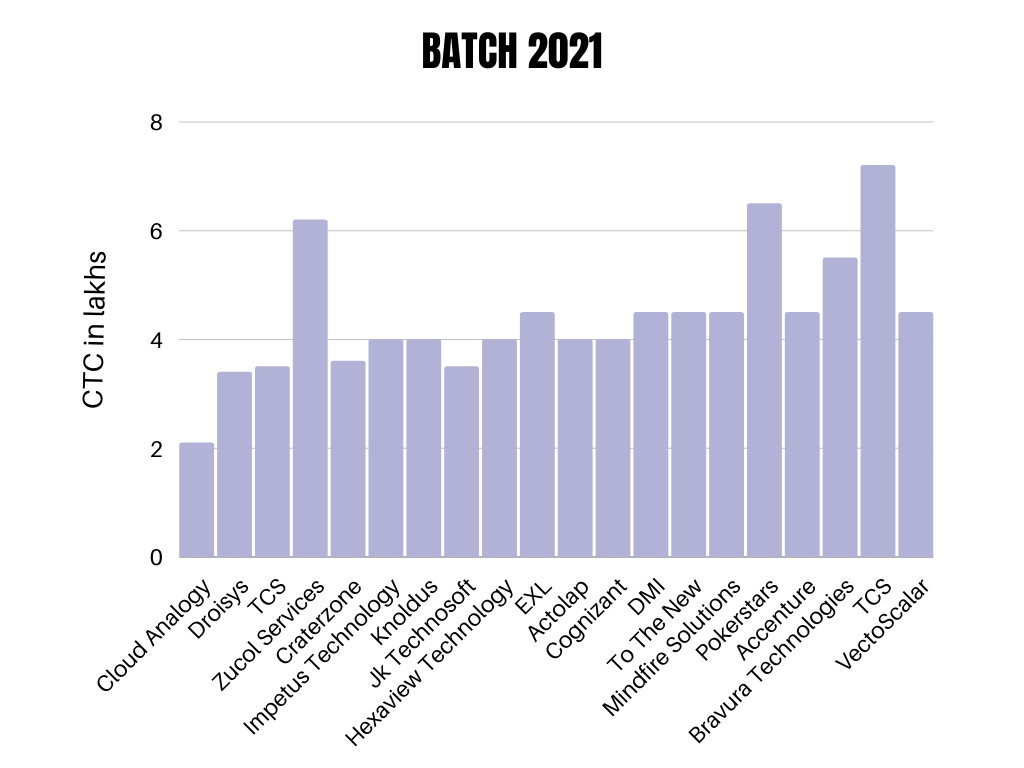 BATCH 2021
CTC in lakhs
8
6
4
2
0
Cloud Analogy
Droisys
TCS
Zucol Services
Craterzone
Impetus Technology
Knoldus
Jk Technosoft
Hexaview Technology
EXL
Actolap
Cognizant
DMI
To The New
Mindfire Solutions
Pokerstars
Accenture
Bravura Technologies
TCS
VectoScalar